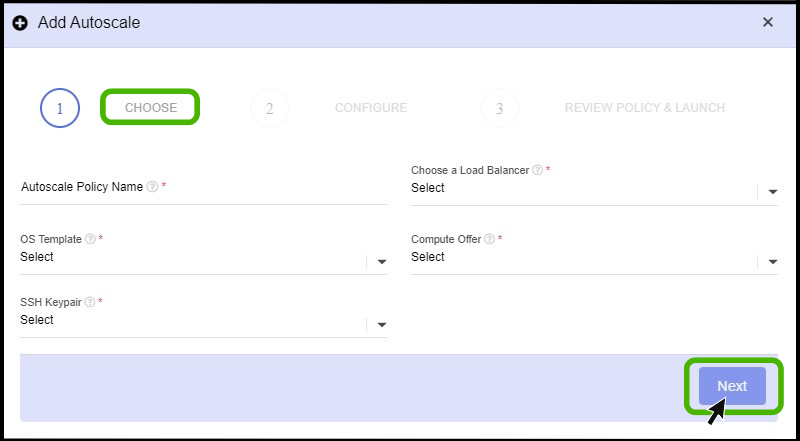 Add Autoscale
1 CHOOSE 2 CONFIGURE 3 REVIEW POLICY & LAUNCH
Autoscale Policy Name ? *
Choose a Load Balancer ? *
Select
OS Template ? *
Select
Compute Offer ? *
Select
SSH Keypair ? *
Select
Next